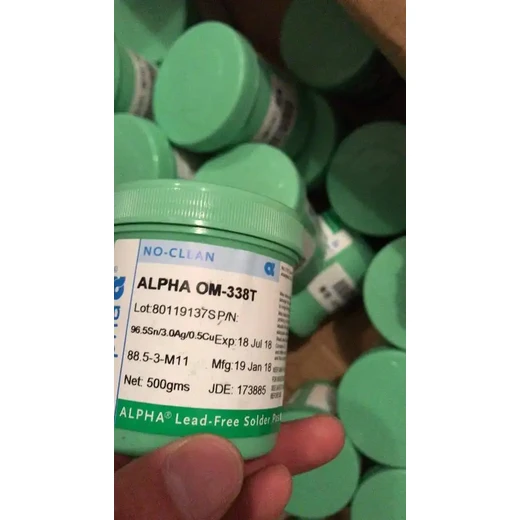 NO-CLEAN
ALPHA OM-338T
Lot:80119137S P/N:
96.5Sn/3.0Ag/0.5Cu Exp: 18 Jul 18
88.5-3-M11 Mfg: 19 Jan 18
Net: 500gms JDE: 173885
ALPHA® Lead-Free Solder